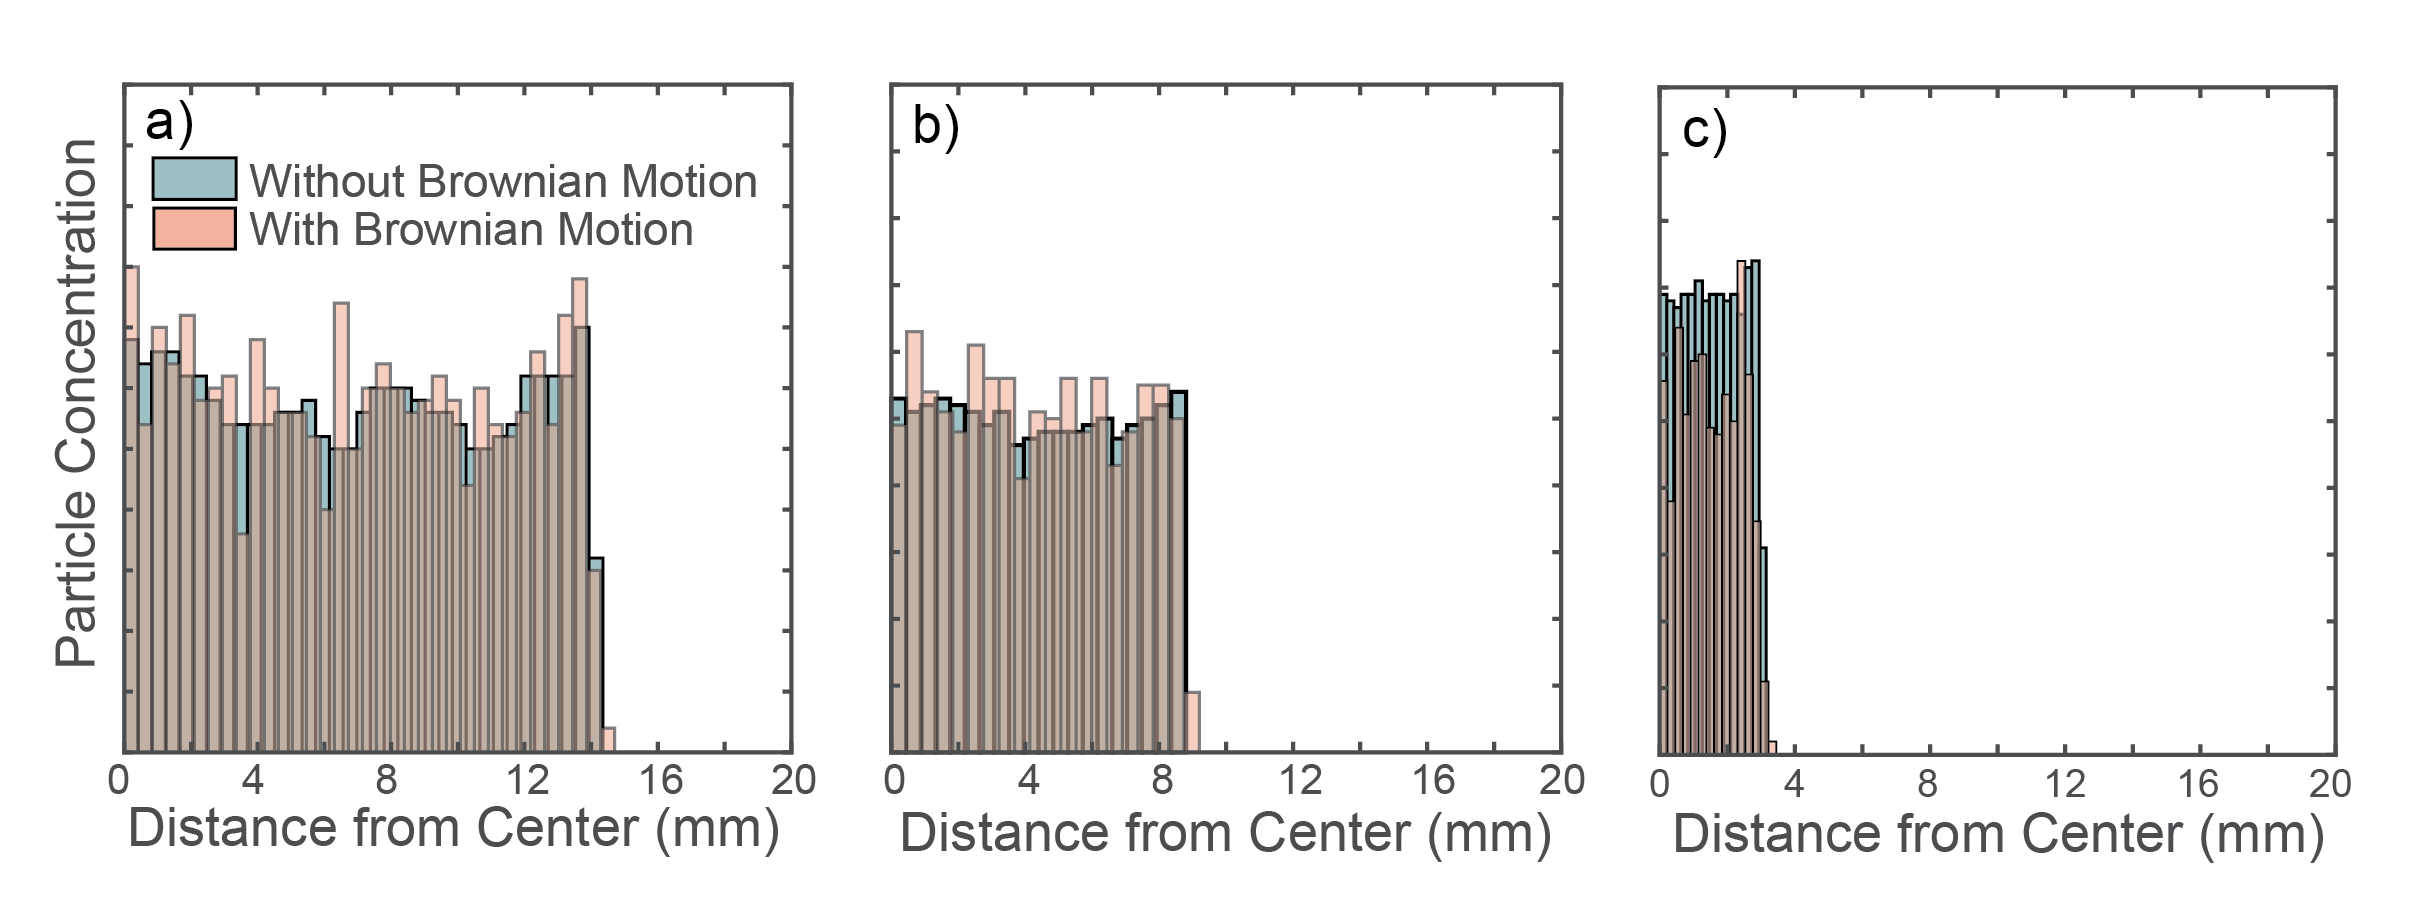 a)
Without Brownian Motion
With Brownian Motion
Particle Concentration
0 4 8 12 16 20
Distance from Center (mm)
b)
0 4 8 12 16 20
Distance from Center (mm)
c)
0 4 8 12 16 20
Distance from Center (mm)